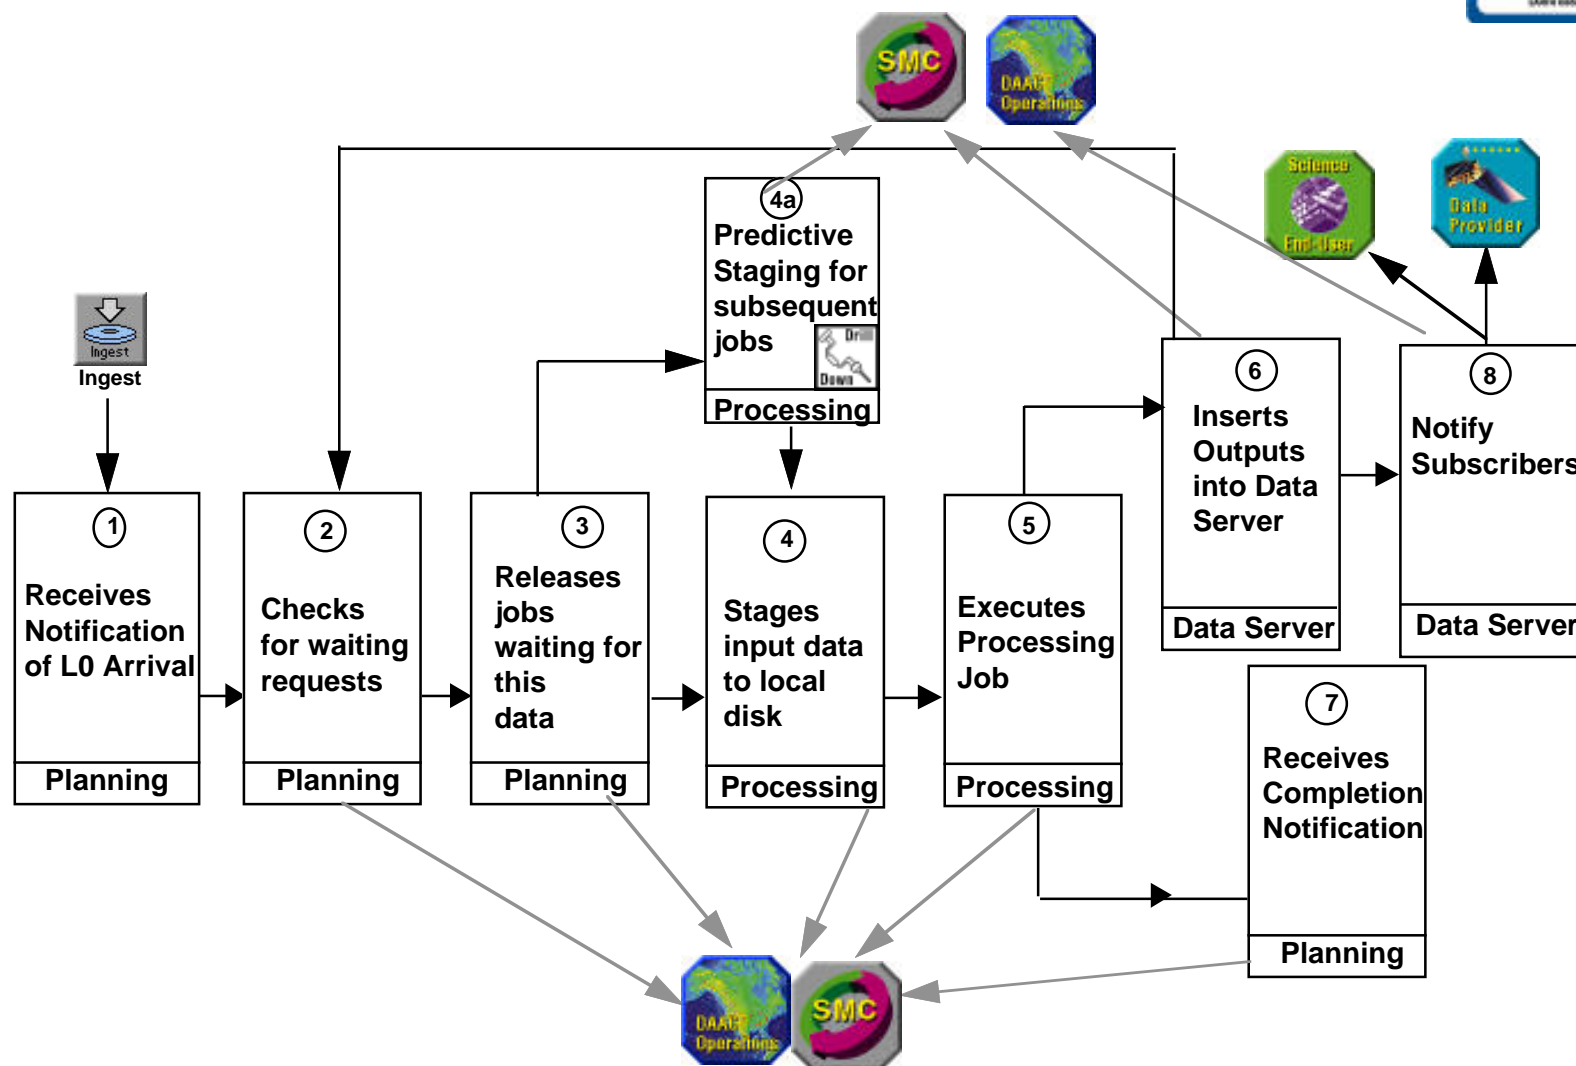 SMC
DAAC
Operations
Science
End-User
Data
Provider
4a
Predictive
Staging for
subsequent
jobs
Drill
Down
Processing
Ingest
Ingest
1
Receives
Notification
of L0 Arrival
Planning
2
Checks
for waiting
requests
Planning
3
Releases
jobs
waiting for
this
data
Planning
4
Stages
input data
to local
disk
Processing
5
Executes
Processing
Job
Processing
6
Inserts
Outputs
into Data
Server
Data Server
8
Notify
Subscribers
Data Server
7
Receives
Completion
Notification
Planning
DAAC
Operations
SMC